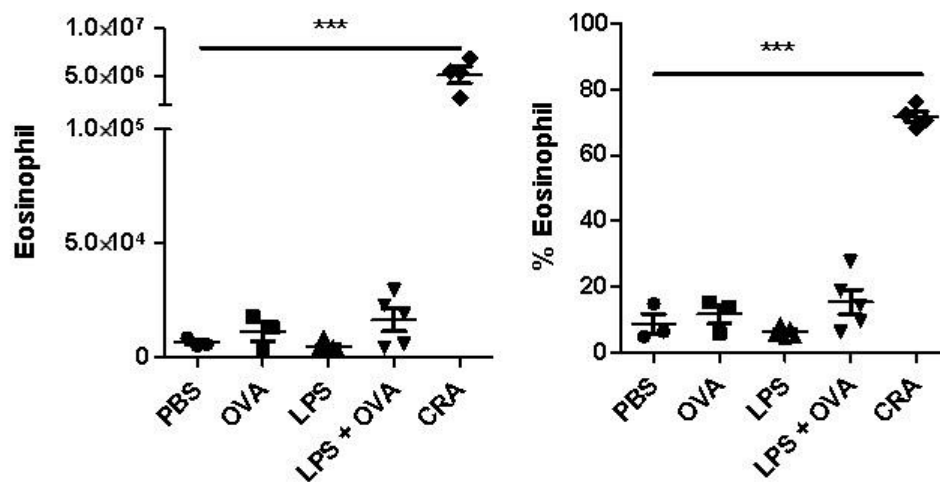 ***
1.0×10⁷
5.0×10⁶
1.0×10⁵
5.0×10⁴
0
Eosinophil
PBS
OVA
LPS
LPS + OVA
CRA
***
100
80
60
40
20
0
% Eosinophil
PBS
OVA
LPS
LPS + OVA
CRA